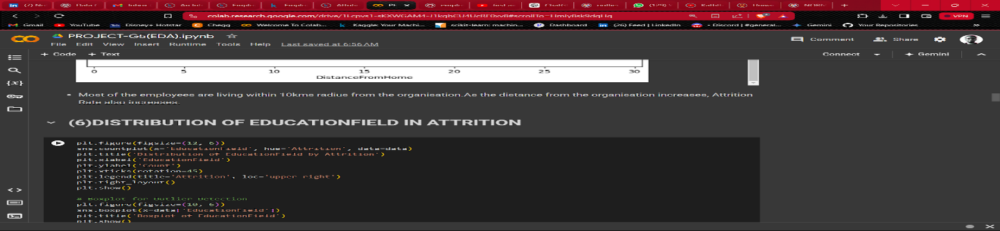 colab.research.google.com/drive/
VPN
Gmail YouTube Disney+ Hotstar Chegg Welcome To Colab... Kaggle: Your Machi... scikit-learn: machin... Dashboard (26) Feed | LinkedIn - Discord | #general... Gemini Your Repositories
PROJECT-G5(EDA).ipynb
File Edit View Insert Runtime Tools Help Last saved at 6:56 AM
Comment Share
+ Code + Text
Connect Gemini
0 5 10 15 20 25 30
DistanceFromHome
Most of the employees are living within 10kms radius from the organisation.As the distance from the organisation increases, Attrition
Rate also increases.
(6)DISTRIBUTION OF EDUCATIONFIELD IN ATTRITION
plt.figure(figsize=(12, 6))
sns.countplot(x='EducationField', hue='Attrition', data=data)
plt.title('Distribution of EducationField by Attrition')
plt.xlabel('EducationField')
plt.ylabel('Count')
plt.xticks(rotation=45)
plt.legend(title='Attrition', loc='upper right')
plt.tight_layout()
plt.show()
# Boxplot for Outlier Detection
plt.figure(figsize=(10, 6))
sns.boxplot(x=data['EducationField'])
plt.title('Boxplot of EducationField')
plt.show()